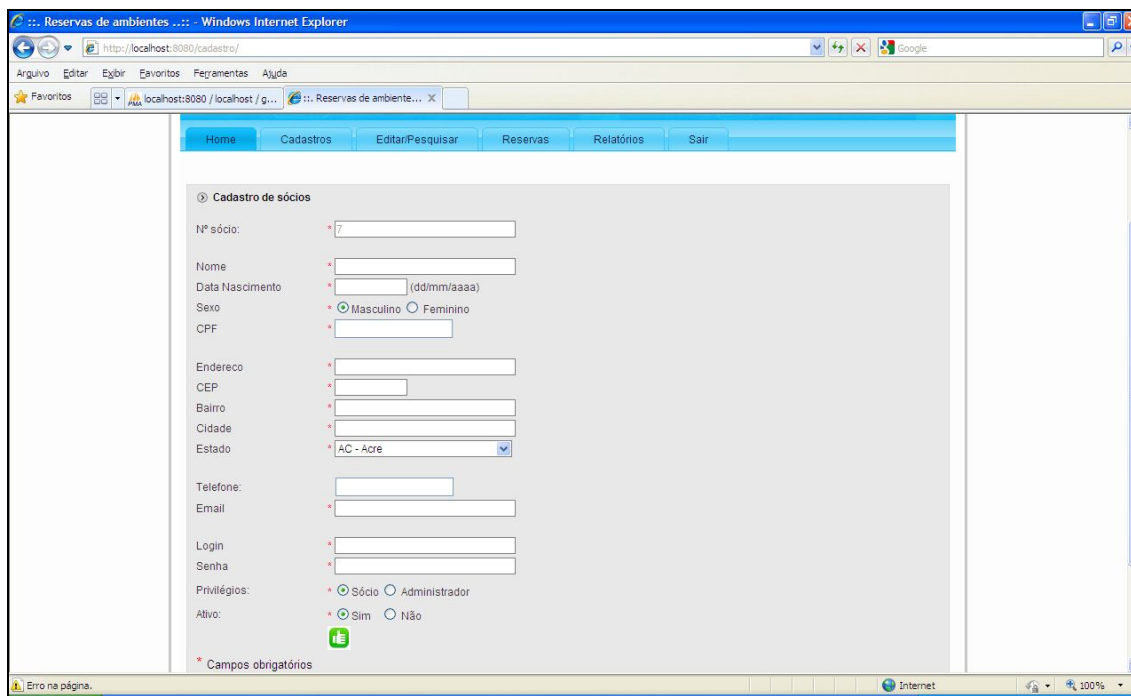 ::. Reservas de ambientes ..:: - Windows Internet Explorer
http://localhost:8080/cadastro/
Google
Arquivo Editar Exibir Favoritos Ferramentas Ajuda
Favoritos localhost:8080 / localhost / g... ::. Reservas de ambiente... X
Home Cadastros Editar/Pesquisar Reservas Relatórios Sair
Cadastro de sócios
Nº sócio: * 7
Nome *
Data Nascimento * (dd/mm/aaaa)
Sexo * Masculino Feminino
CPF *
Endereco *
CEP *
Bairro *
Cidade *
Estado * AC - Acre
Telefone:
Email *
Login *
Senha *
Privilégios: * Sócio Administrador
Ativo: * Sim Não
* Campos obrigatórios
Erro na página. Internet 100%